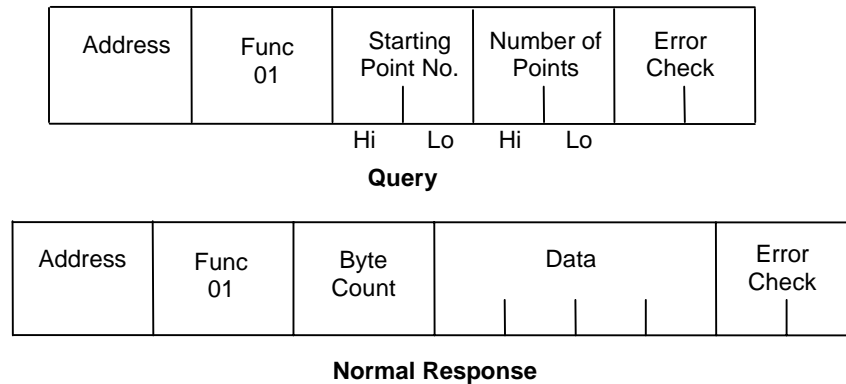 Address
Func
01
Starting
Point No.
Number of
Points
Error
Check
Hi Lo Hi Lo
Query
Address
Func
01
Byte
Count
Data
Error
Check
Normal Response